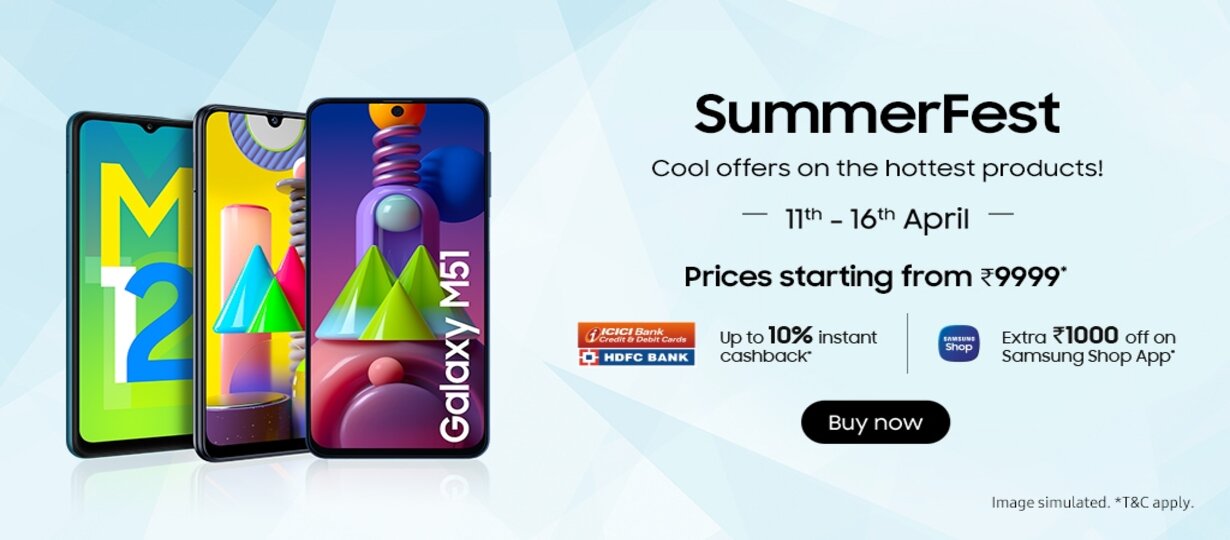 M
12
Galaxy M51
SummerFest
Cool offers on the hottest products!
11th - 16th April
Prices starting from ₹9999*
ICICI Bank
Credit & Debit Cards
HDFC BANK
Up to 10% instant
cashback*
SAMSUNG
Shop
Extra ₹1000 off on
Samsung Shop App*
Buy now
Image simulated. *T&C apply.